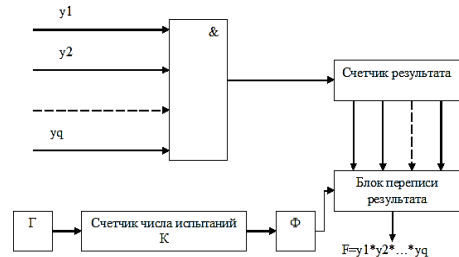 y1
&
y2
Счетчик результата
yq
Блок переписи
результата
Г
Счетчик числа испытаний
К
Ф
F=y1*y2*…*yq